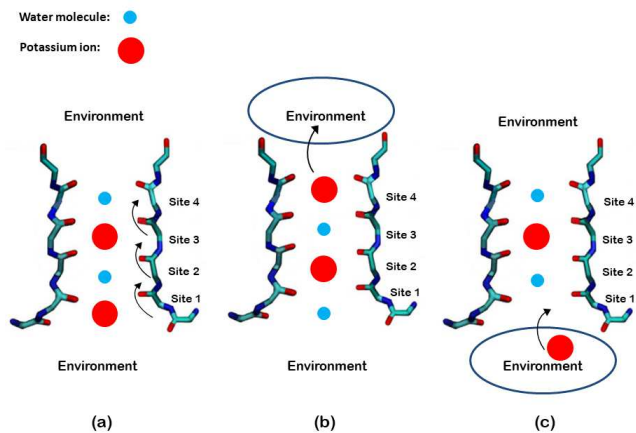 Water molecule:
Potassium ion:
Environment
Environment
Environment
Site 4
Site 3
Site 2
Site 1
Site 4
Site 3
Site 2
Site 1
Site 4
Site 3
Site 2
Site 1
Environment
Environment
Environment
(a)
(b)
(c)